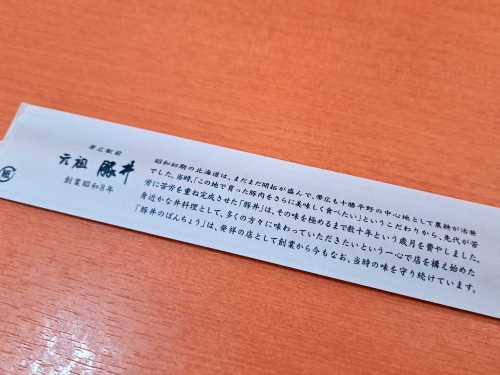 帯広駅前
元祖 豚丼
創業昭和8年
昭和初期の北海道は、まだまだ開拓が盛んで、帯広も十勝平野の中心地として農耕が活発
でした。当時、「この地で育った豚肉をさらに美味しく食べたい」というこだわりから、先代が苦
労に苦労を重ね完成させた「豚丼」は、その味を極めるまで数十年という歳月を費やしました。
身近かな丼料理として、多くの方々に味わっていただきたいという一心で店を構え始めた
「豚丼のぱんちょう」は、発祥の店として創業から今もなお、当時の味を守り続けています。